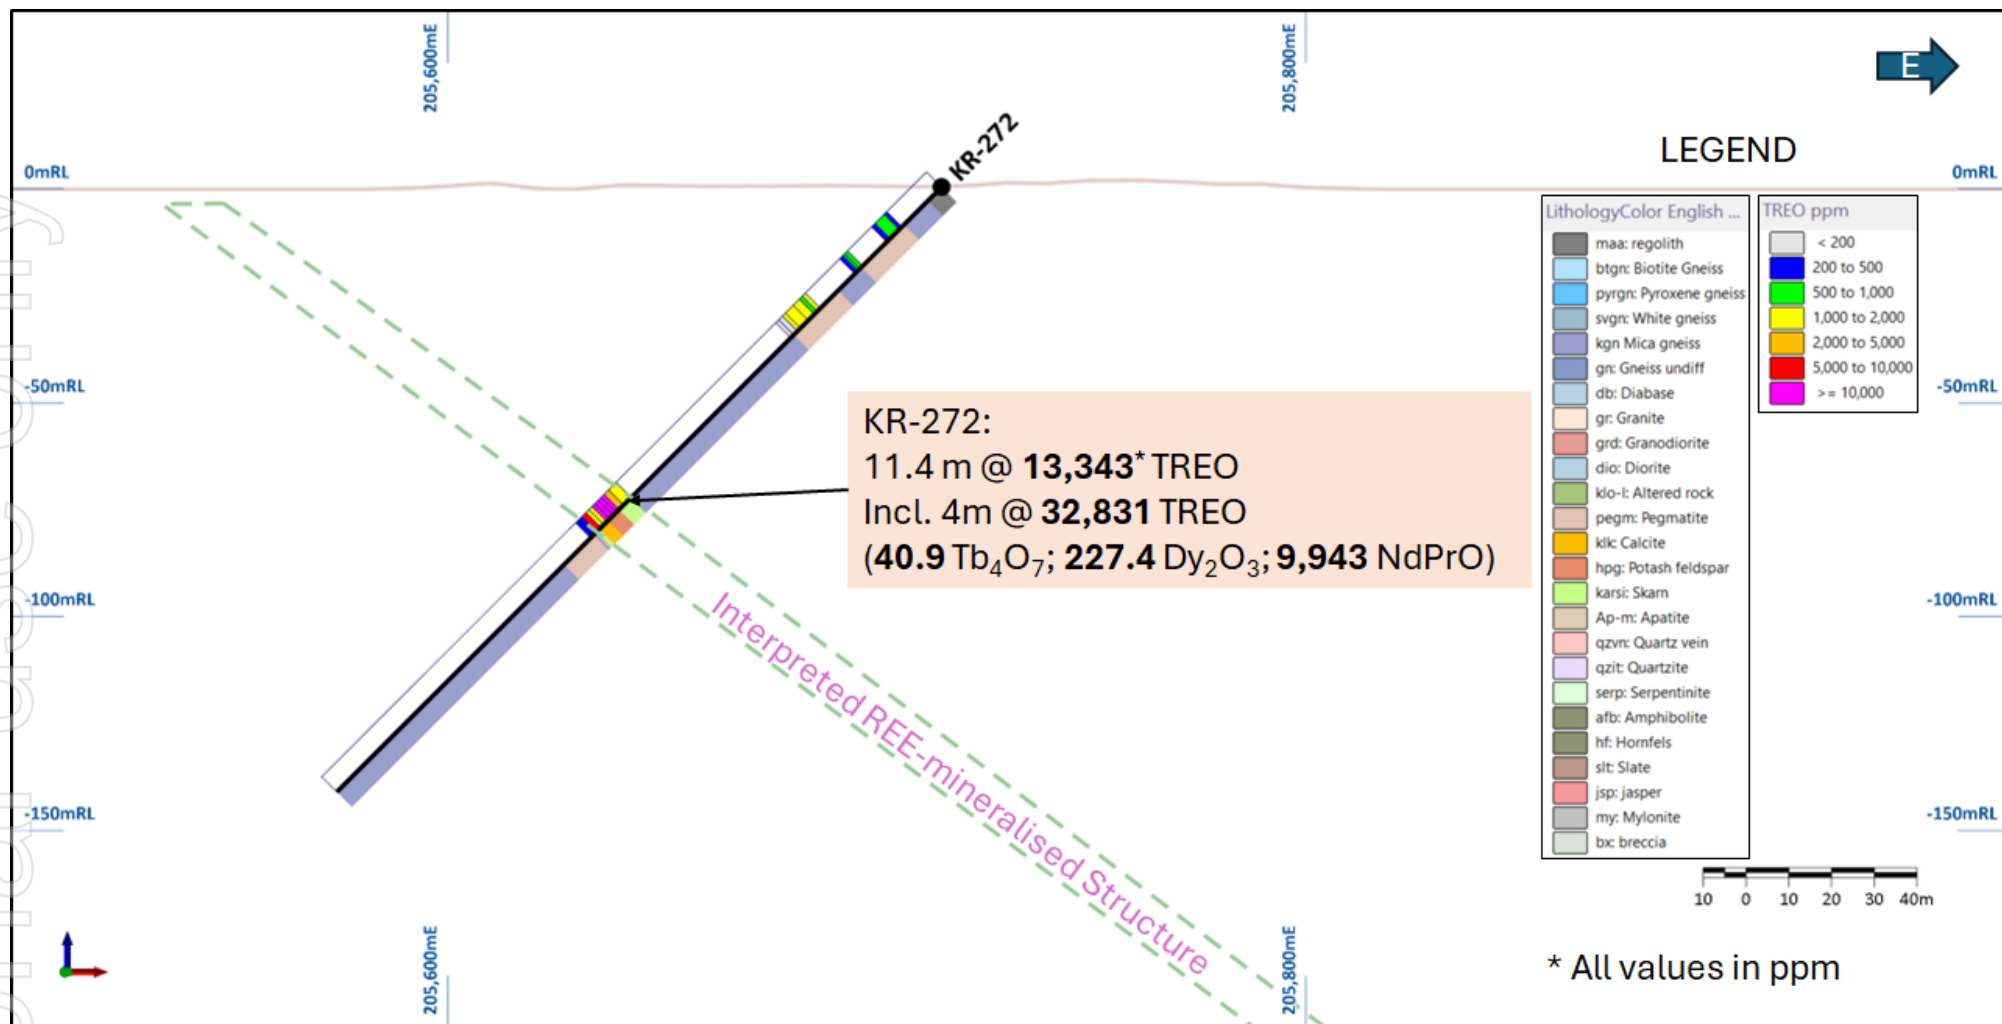 205,600mE
205,800mE
E
KR-272
LEGEND
0mRL
0mRL
LithologyColor English ...
maa: regolith
btgn: Biotite Gneiss
pyrgn: Pyroxene gneiss
svgn: White gneiss
kgn Mica gneiss
gn: Gneiss undiff
db: Diabase
gr: Granite
grd: Granodiorite
dio: Diorite
klo-l: Altered rock
pegm: Pegmatite
klk: Calcite
hpg: Potash feldspar
karsi: Skarn
Ap-m: Apatite
qzvn: Quartz vein
qzit: Quartzite
serp: Serpentinite
afb: Amphibolite
hf: Hornfels
slt: Slate
jsp: jasper
my: Mylonite
bx: breccia
TREO ppm
< 200
200 to 500
500 to 1,000
1,000 to 2,000
2,000 to 5,000
5,000 to 10,000
>= 10,000
-50mRL
-50mRL
KR-272:
11.4 m @ 13,343* TREO
Incl. 4m @ 32,831 TREO
(40.9 Tb₄O₇; 227.4 Dy₂O₃; 9,943 NdPrO)
-100mRL
-100mRL
Interpreted REE-mineralised Structure
-150mRL
-150mRL
10 0 10 20 30 40m
205,600mE
205,800mE
* All values in ppm